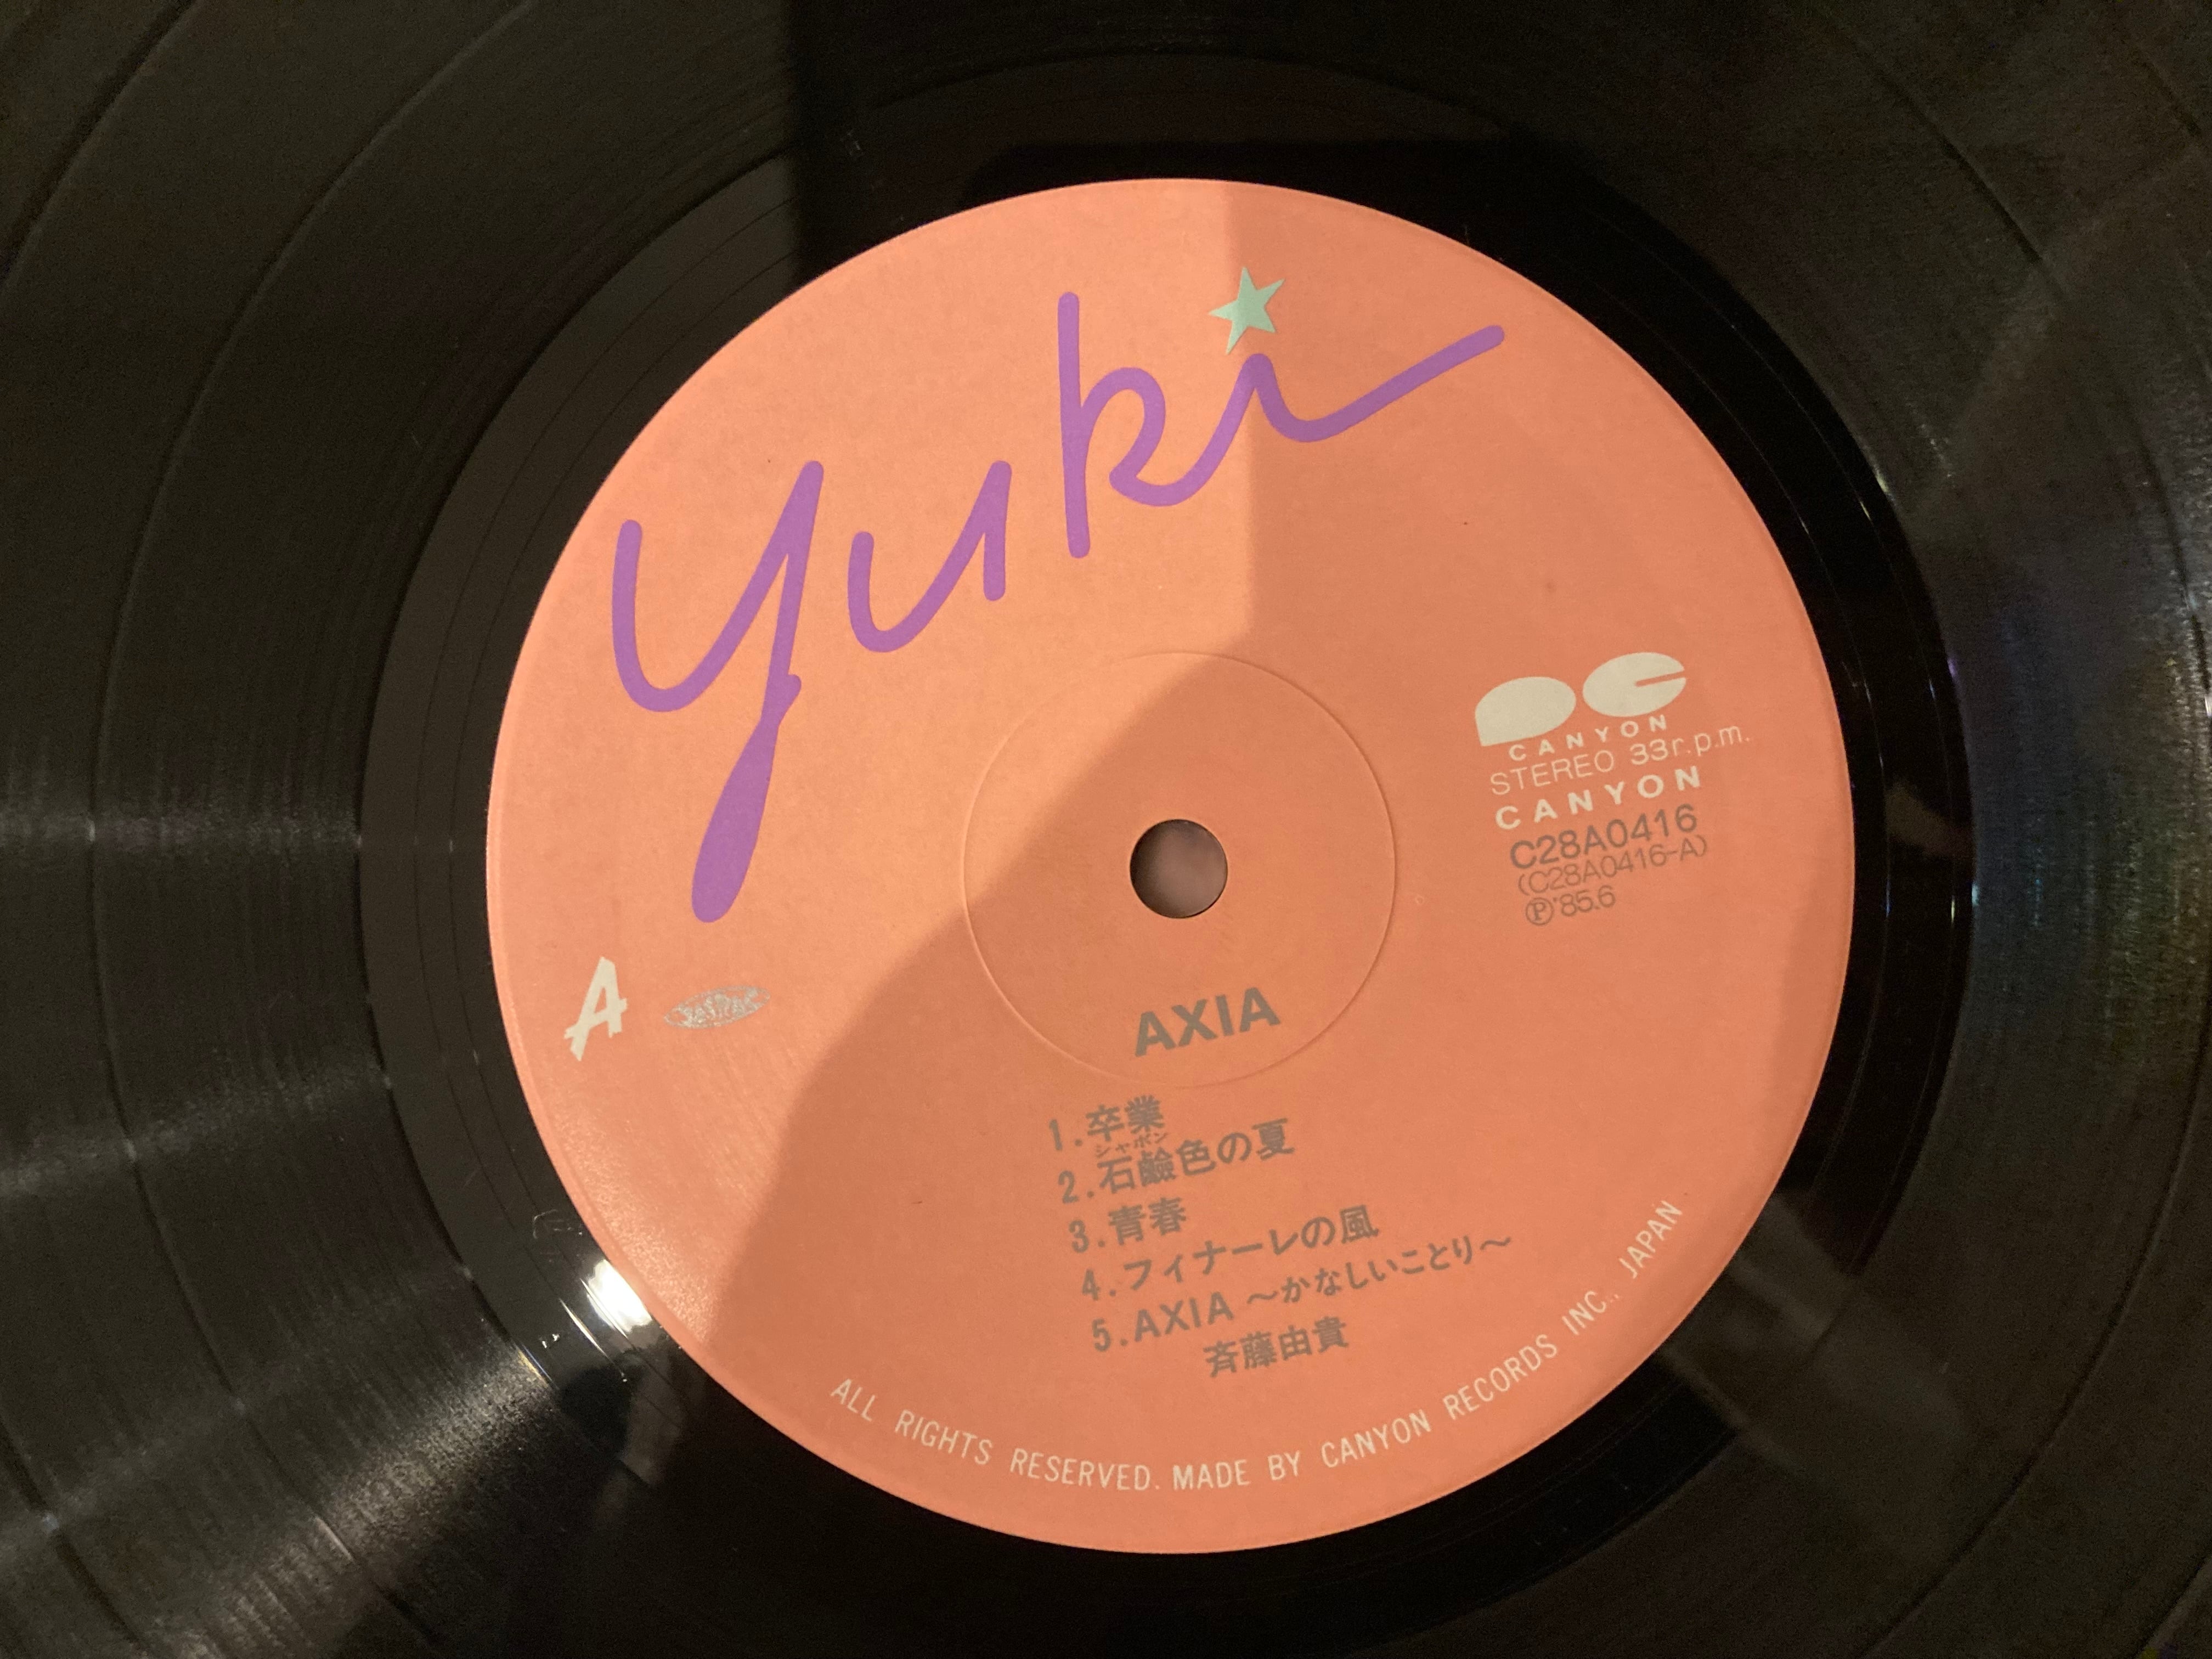 yuki
CANYON
STEREO 33r.p.m.
CANYON
C28A0416
(C28A0416-A)
Ⓟ'85.6
A
JASRAC
AXIA
1.卒業
シャボン
2.石鹸色の夏
3.青春
4.フィナーレの風
5.AXIA ～かなしいことり～
斉藤由貴
ALL RIGHTS RESERVED. MADE BY CANYON RECORDS INC., JAPAN